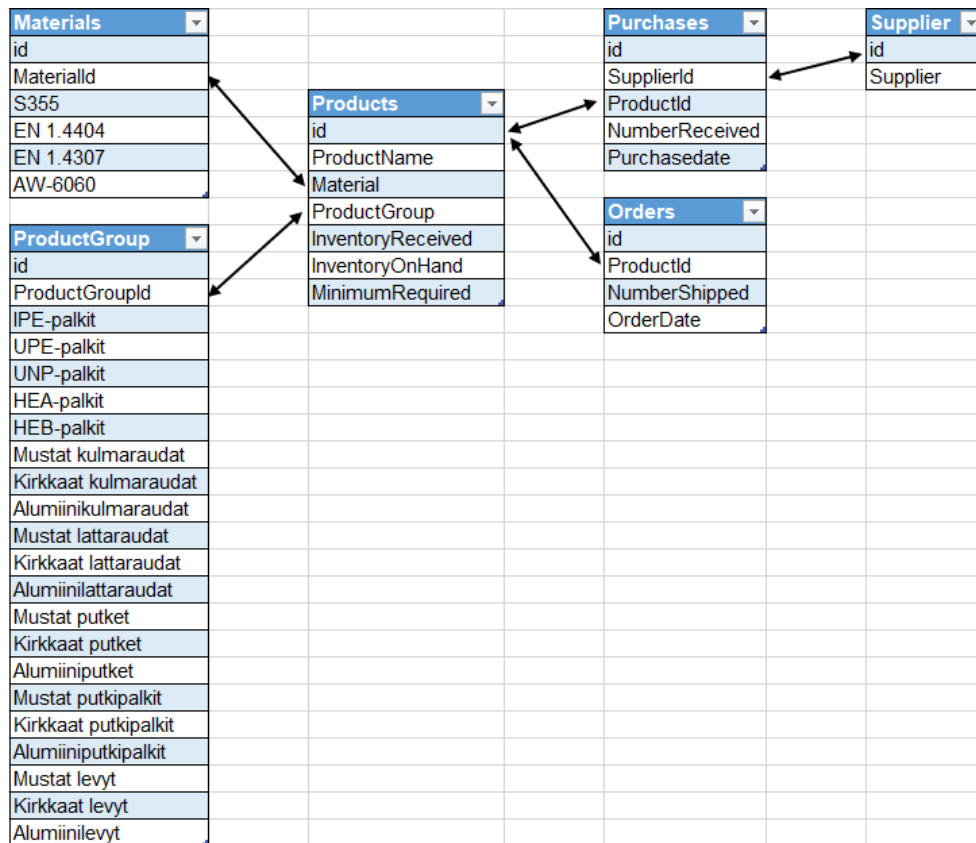 Materials
id
MaterialId
S355
EN 1.4404
EN 1.4307
AW-6060
ProductGroup
id
ProductGroupId
IPE-palkit
UPE-palkit
UNP-palkit
HEA-palkit
HEB-palkit
Mustat kulmaraudat
Kirkkaat kulmaraudat
Alumiinikulmaraudat
Mustat lattaraudat
Kirkkaat lattaraudat
Alumiinilattaraudat
Mustat putket
Kirkkaat putket
Alumiiniputket
Mustat putkipalkit
Kirkkaat putkipalkit
Alumiiniputkipalkit
Mustat levyt
Kirkkaat levyt
Alumiinilevyt
Products
id
ProductName
Material
ProductGroup
InventoryReceived
InventoryOnHand
MinimumRequired
Purchases
id
SupplierId
ProductId
NumberReceived
Purchasedate
Orders
id
ProductId
NumberShipped
OrderDate
Supplier
id
Supplier